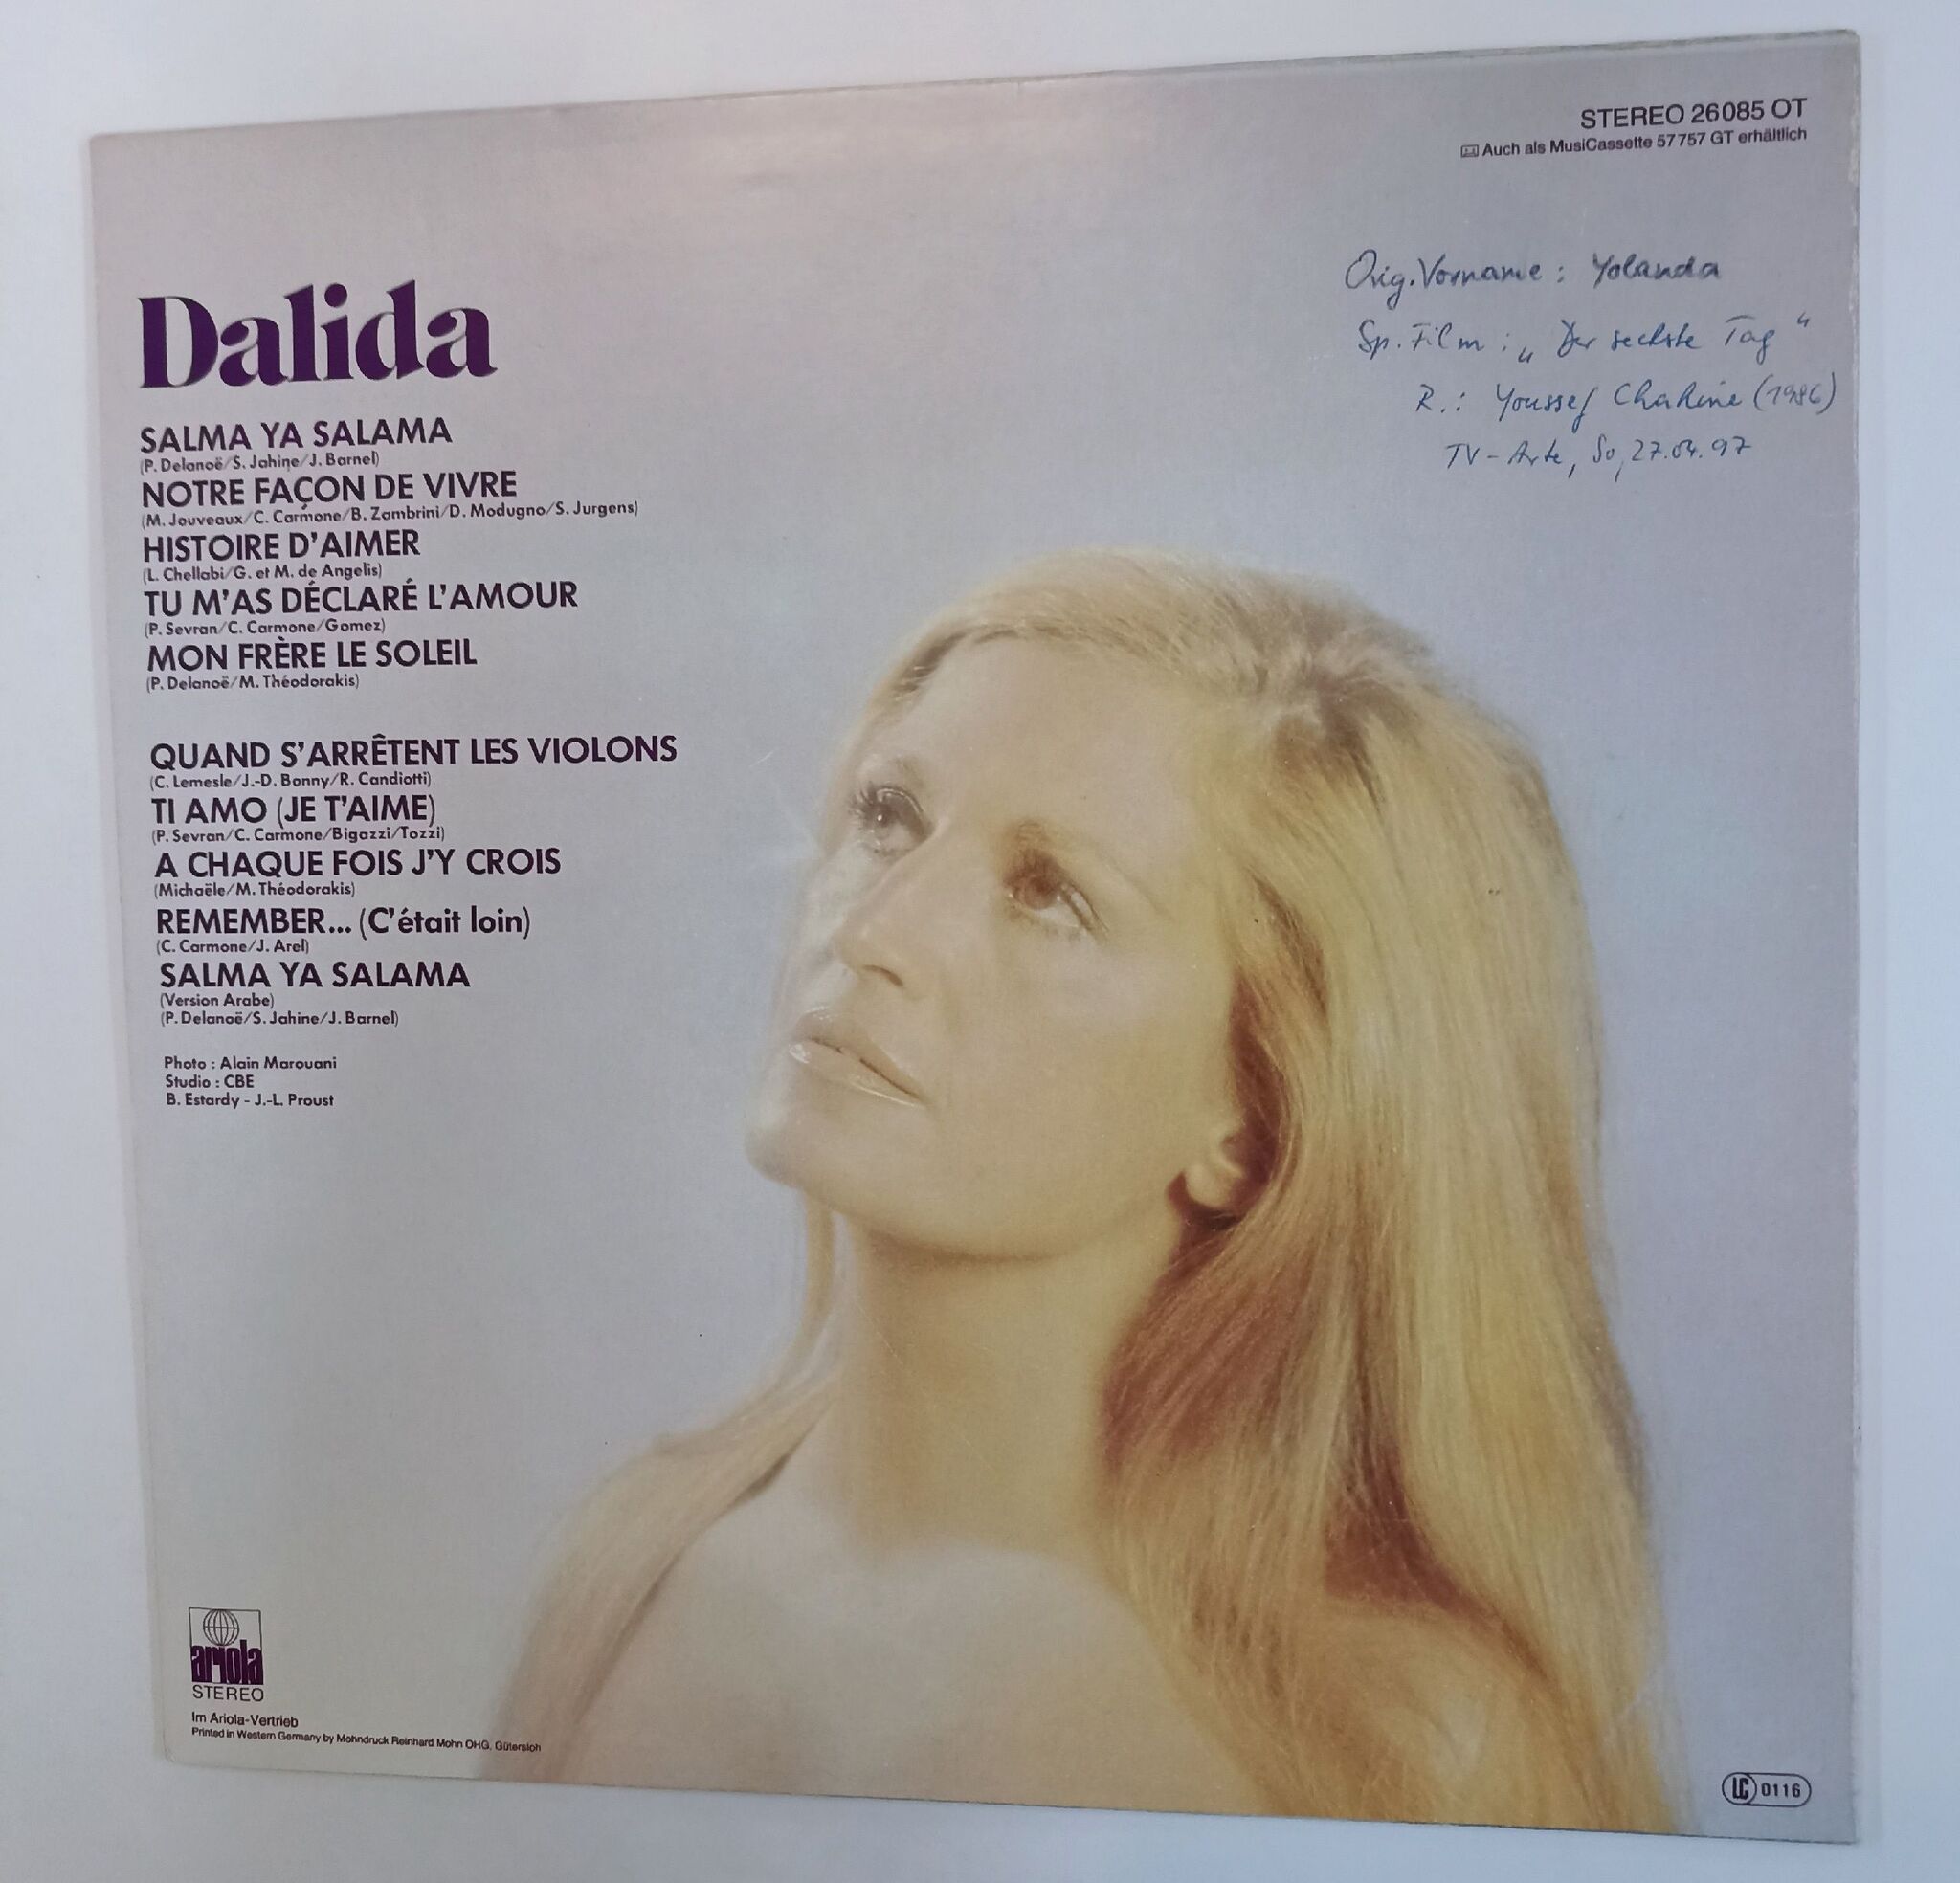 STEREO 26085 OT
Auch als MusiCassette 57757 GT erhältlich
Orig. Vorname: Yolanda
Sp. Film: „Der sechste Tag"
R.: Youssef Chahine (1986)
TV-Arte, So, 27.04.97
Dalida
SALMA YA SALAMA
(P. Delanoë/S. Jahine/J. Barnel)
NOTRE FAÇON DE VIVRE
(M. Jouveaux/C. Carmone/B. Zambrini/D. Modugno/S. Jurgens)
HISTOIRE D'AIMER
(L. Chellabi/G. et M. de Angelis)
TU M'AS DÉCLARÉ L'AMOUR
(P. Sevran/C. Carmone/Gomez)
MON FRÈRE LE SOLEIL
(P. Delanoë/M. Théodorakis)
QUAND S'ARRÊTENT LES VIOLONS
(C. Lemesle/J.-D. Bonny/R. Candiotti)
TI AMO (JE T'AIME)
(P. Sevran/C. Carmone/Bigazzi/Tozzi)
A CHAQUE FOIS J'Y CROIS
(Michaële/M. Théodorakis)
REMEMBER... (C'était loin)
(C. Carmone/J. Arel)
SALMA YA SALAMA
(Version Arabe)
(P. Delanoë/S. Jahine/J. Barnel)
Photo : Alain Marouani
Studio : CBE
B. Estardy - J.-L. Proust
ariola
STEREO
Im Ariola-Vertrieb
Printed in Western Germany by Mohndruck Reinhard Mohn OHG, Gütersloh
LC 0116